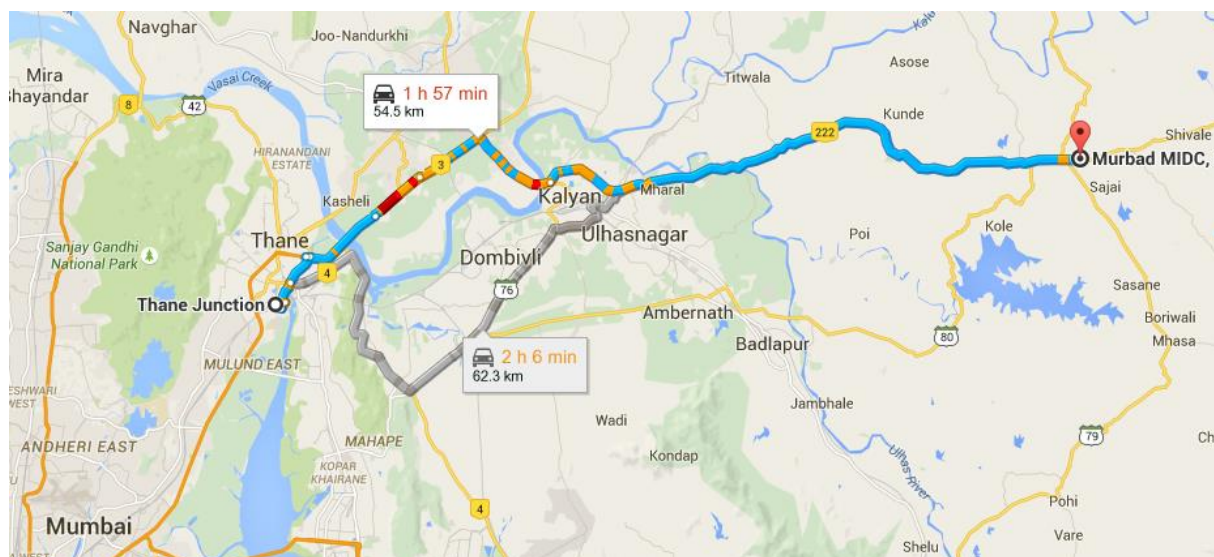 Navghar
Joo-Nandurkhi
Mira
Bhayandar
Vasai Creek
8
42
1 h 57 min
54.5 km
Titwala
Asose
Kunde
222
Shivale
HIRANANDANI
ESTATE
3
Murbad MIDC,
Kasheli
Kalyan
Mharal
Sajai
Sanjay Gandhi
National Park
Thane
4
Ulhasnagar
Poi
Kole
Dombivli
Thane Junction
76
Sasane
Ambernath
Boriwali
80
Mhasa
Badlapur
MULUND EAST
2 h 6 min
62.3 km
Jambhale
ANDHERI EAST
MAHAPE
Wadi
79
KOPAR
KHAIRANE
Kondap
Ulhas River
Pohi
Mumbai
4
Vare
Shelu